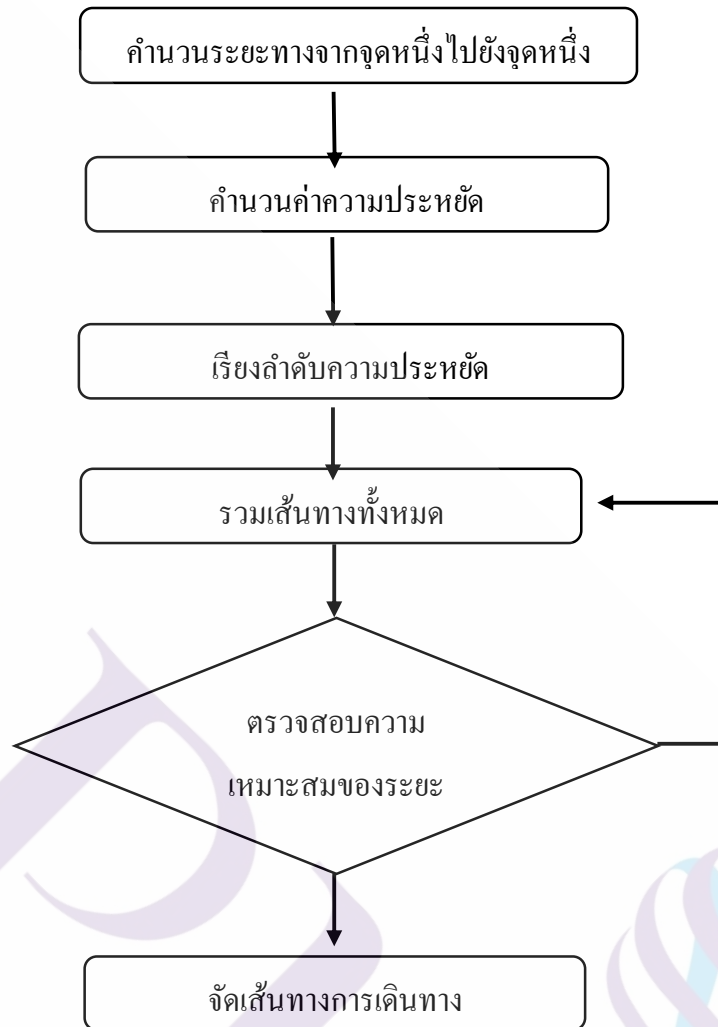 คำนวนระยะทางจากจุดหนึ่งไปยังจุดหนึ่ง
คำนวนค่าความประหยัด
เรียงลำดับความประหยัด
รวมเส้นทางทั้งหมด
ตรวจสอบความ
เหมาะสมของระยะ
จัดเส้นทางการเดินทาง